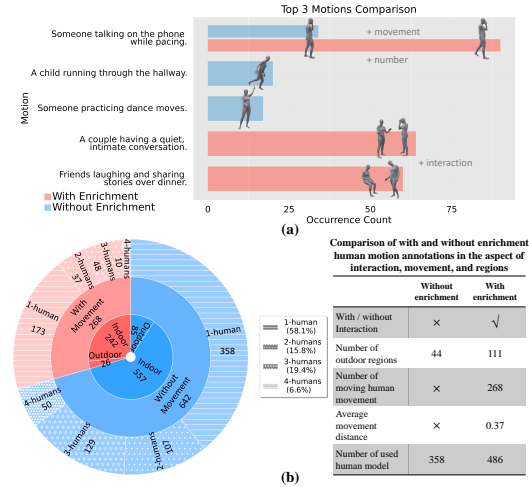 Top 3 Motions Comparison
Someone talking on the phone
while pacing.
+ movement
+ number
A child running through the hallway.
Someone practicing dance moves.
A couple having a quiet,
intimate conversation.
+ interaction
Friends laughing and sharing
stories over dinner.
Motion
With Enrichment
Without Enrichment
0 25 50 75
Occurrence Count
(a)
4-humans
10
3-humans
48
2-humans
37
1-human
173
With
Movement
268
Indoor
242
Outdoor
26
Outdoor
85
Indoor
557
Without
Movement
642
1-human
358
2-humans
107
3-humans
129
4-humans
50
1-human
(58.1%)
2-humans
(15.8%)
3-humans
(19.4%)
4-humans
(6.6%)
(b)
Comparison of with and without enrichment
human motion annotations in the aspect of
interaction, movement, and regions
Without
enrichment
With
enrichment
With / without
Interaction
× √
Number of
outdoor regions
44 111
Number of
moving human
movement
× 268
Average
movement
distance
× 0.37
Number of used
human model
358 486